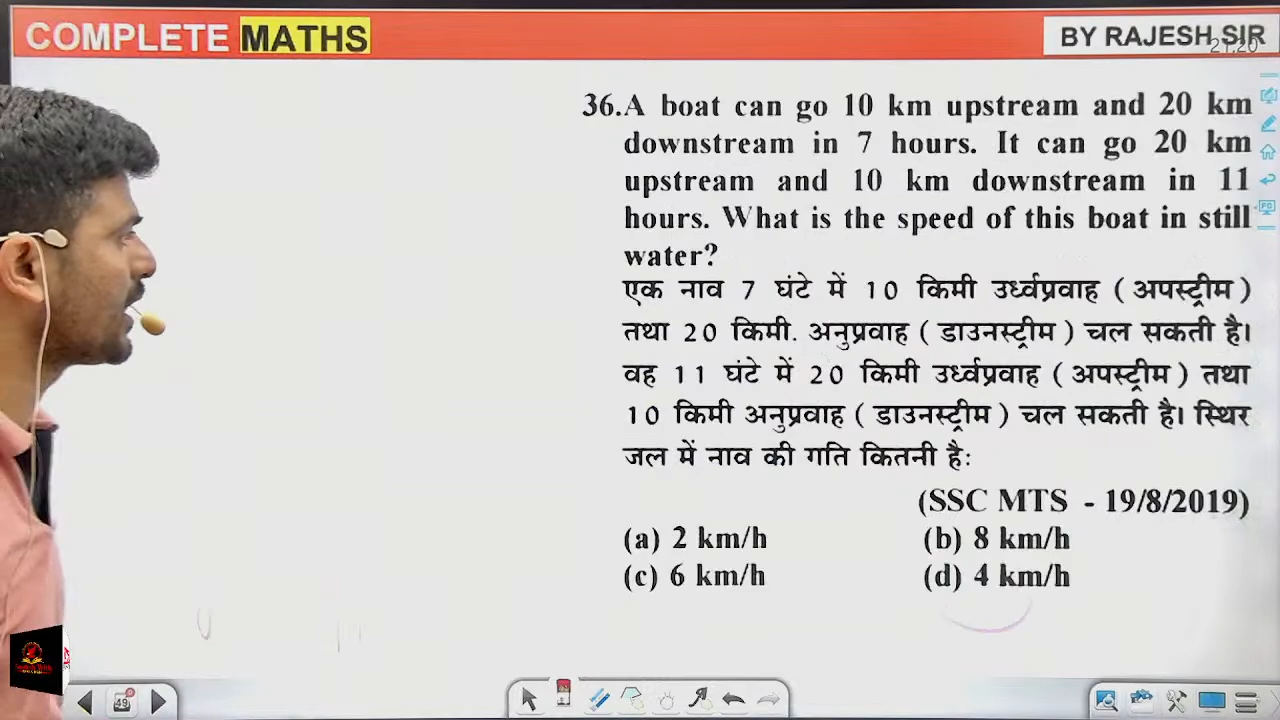 COMPLETE MATHS
BY RAJESH SIR
21:20
36. A boat can go 10 km upstream and 20 km
downstream in 7 hours. It can go 20 km
upstream and 10 km downstream in 11
hours. What is the speed of this boat in still
water?
एक नाव 7 घंटे में 10 किमी उर्ध्वप्रवाह ( अपस्ट्रीम )
तथा 20 किमी. अनुप्रवाह ( डाउनस्ट्रीम ) चल सकती है।
वह 11 घंटे में 20 किमी उर्ध्वप्रवाह ( अपस्ट्रीम ) तथा
10 किमी अनुप्रवाह ( डाउनस्ट्रीम ) चल सकती है। स्थिर
जल में नाव की गति कितनी है:
(SSC MTS - 19/8/2019)
(a) 2 km/h (b) 8 km/h
(c) 6 km/h (d) 4 km/h
49